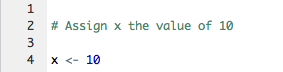 1
2 # Assign x the value of 10
3
4 x <- 10